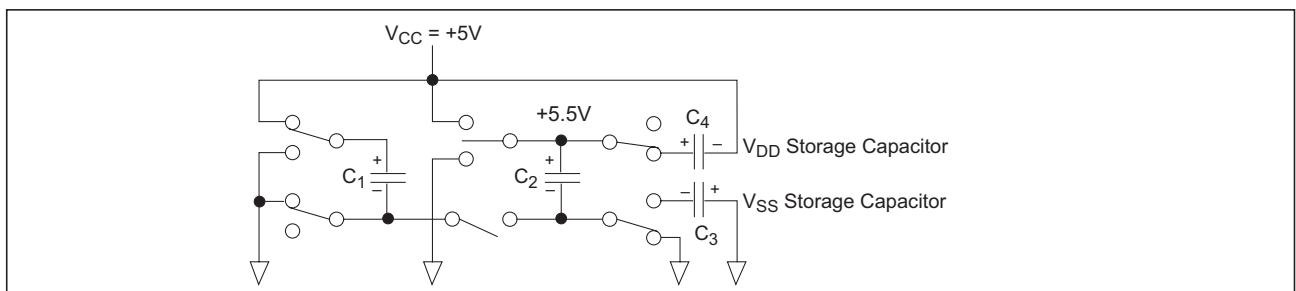 V_CC = +5V
+5.5V
C_4
+ –
V_DD Storage Capacitor
+
C_1
–
+
C_2
–
– +
V_SS Storage Capacitor
C_3